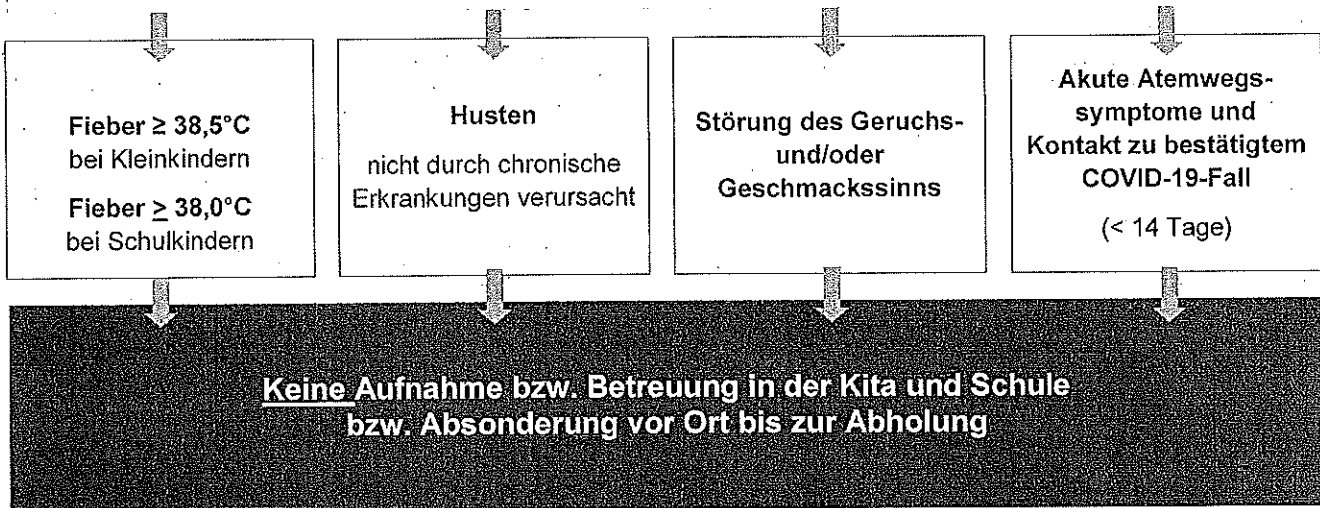 Fieber ≥ 38,5°C
bei Kleinkindern
Fieber ≥ 38,0°C
bei Schulkindern
Husten
nicht durch chronische
Erkrankungen verursacht
Störung des Geruchs-
und/oder
Geschmackssinns
Akute Atemwegs-
symptome und
Kontakt zu bestätigtem
COVID-19-Fall
(< 14 Tage)
Keine Aufnahme bzw. Betreuung in der Kita und Schule
bzw. Absonderung vor Ort bis zur Abholung